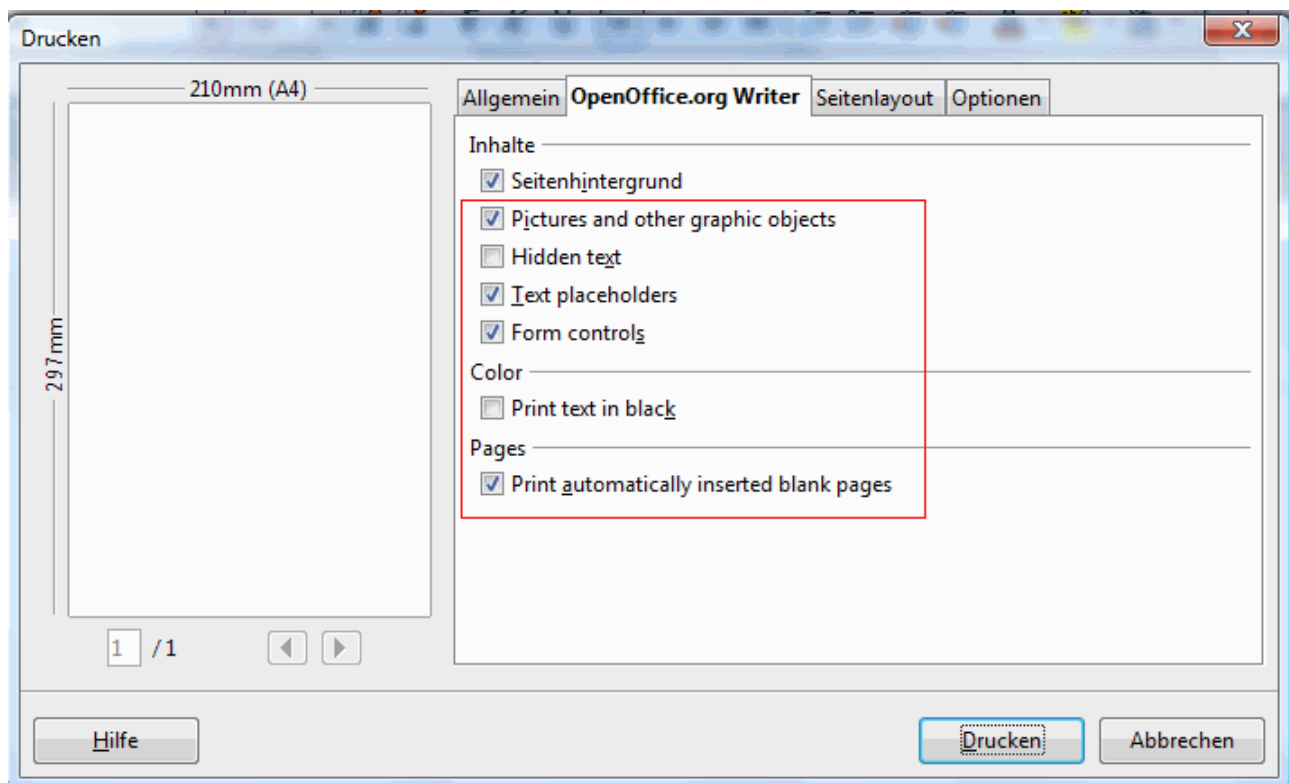 Drucken
210mm (A4)
297mm
1 / 1
Allgemein OpenOffice.org Writer Seitenlayout Optionen
Inhalte
Seitenhintergrund
Pictures and other graphic objects
Hidden text
Text placeholders
Form controls
Color
Print text in black
Pages
Print automatically inserted blank pages
Hilfe Drucken Abbrechen